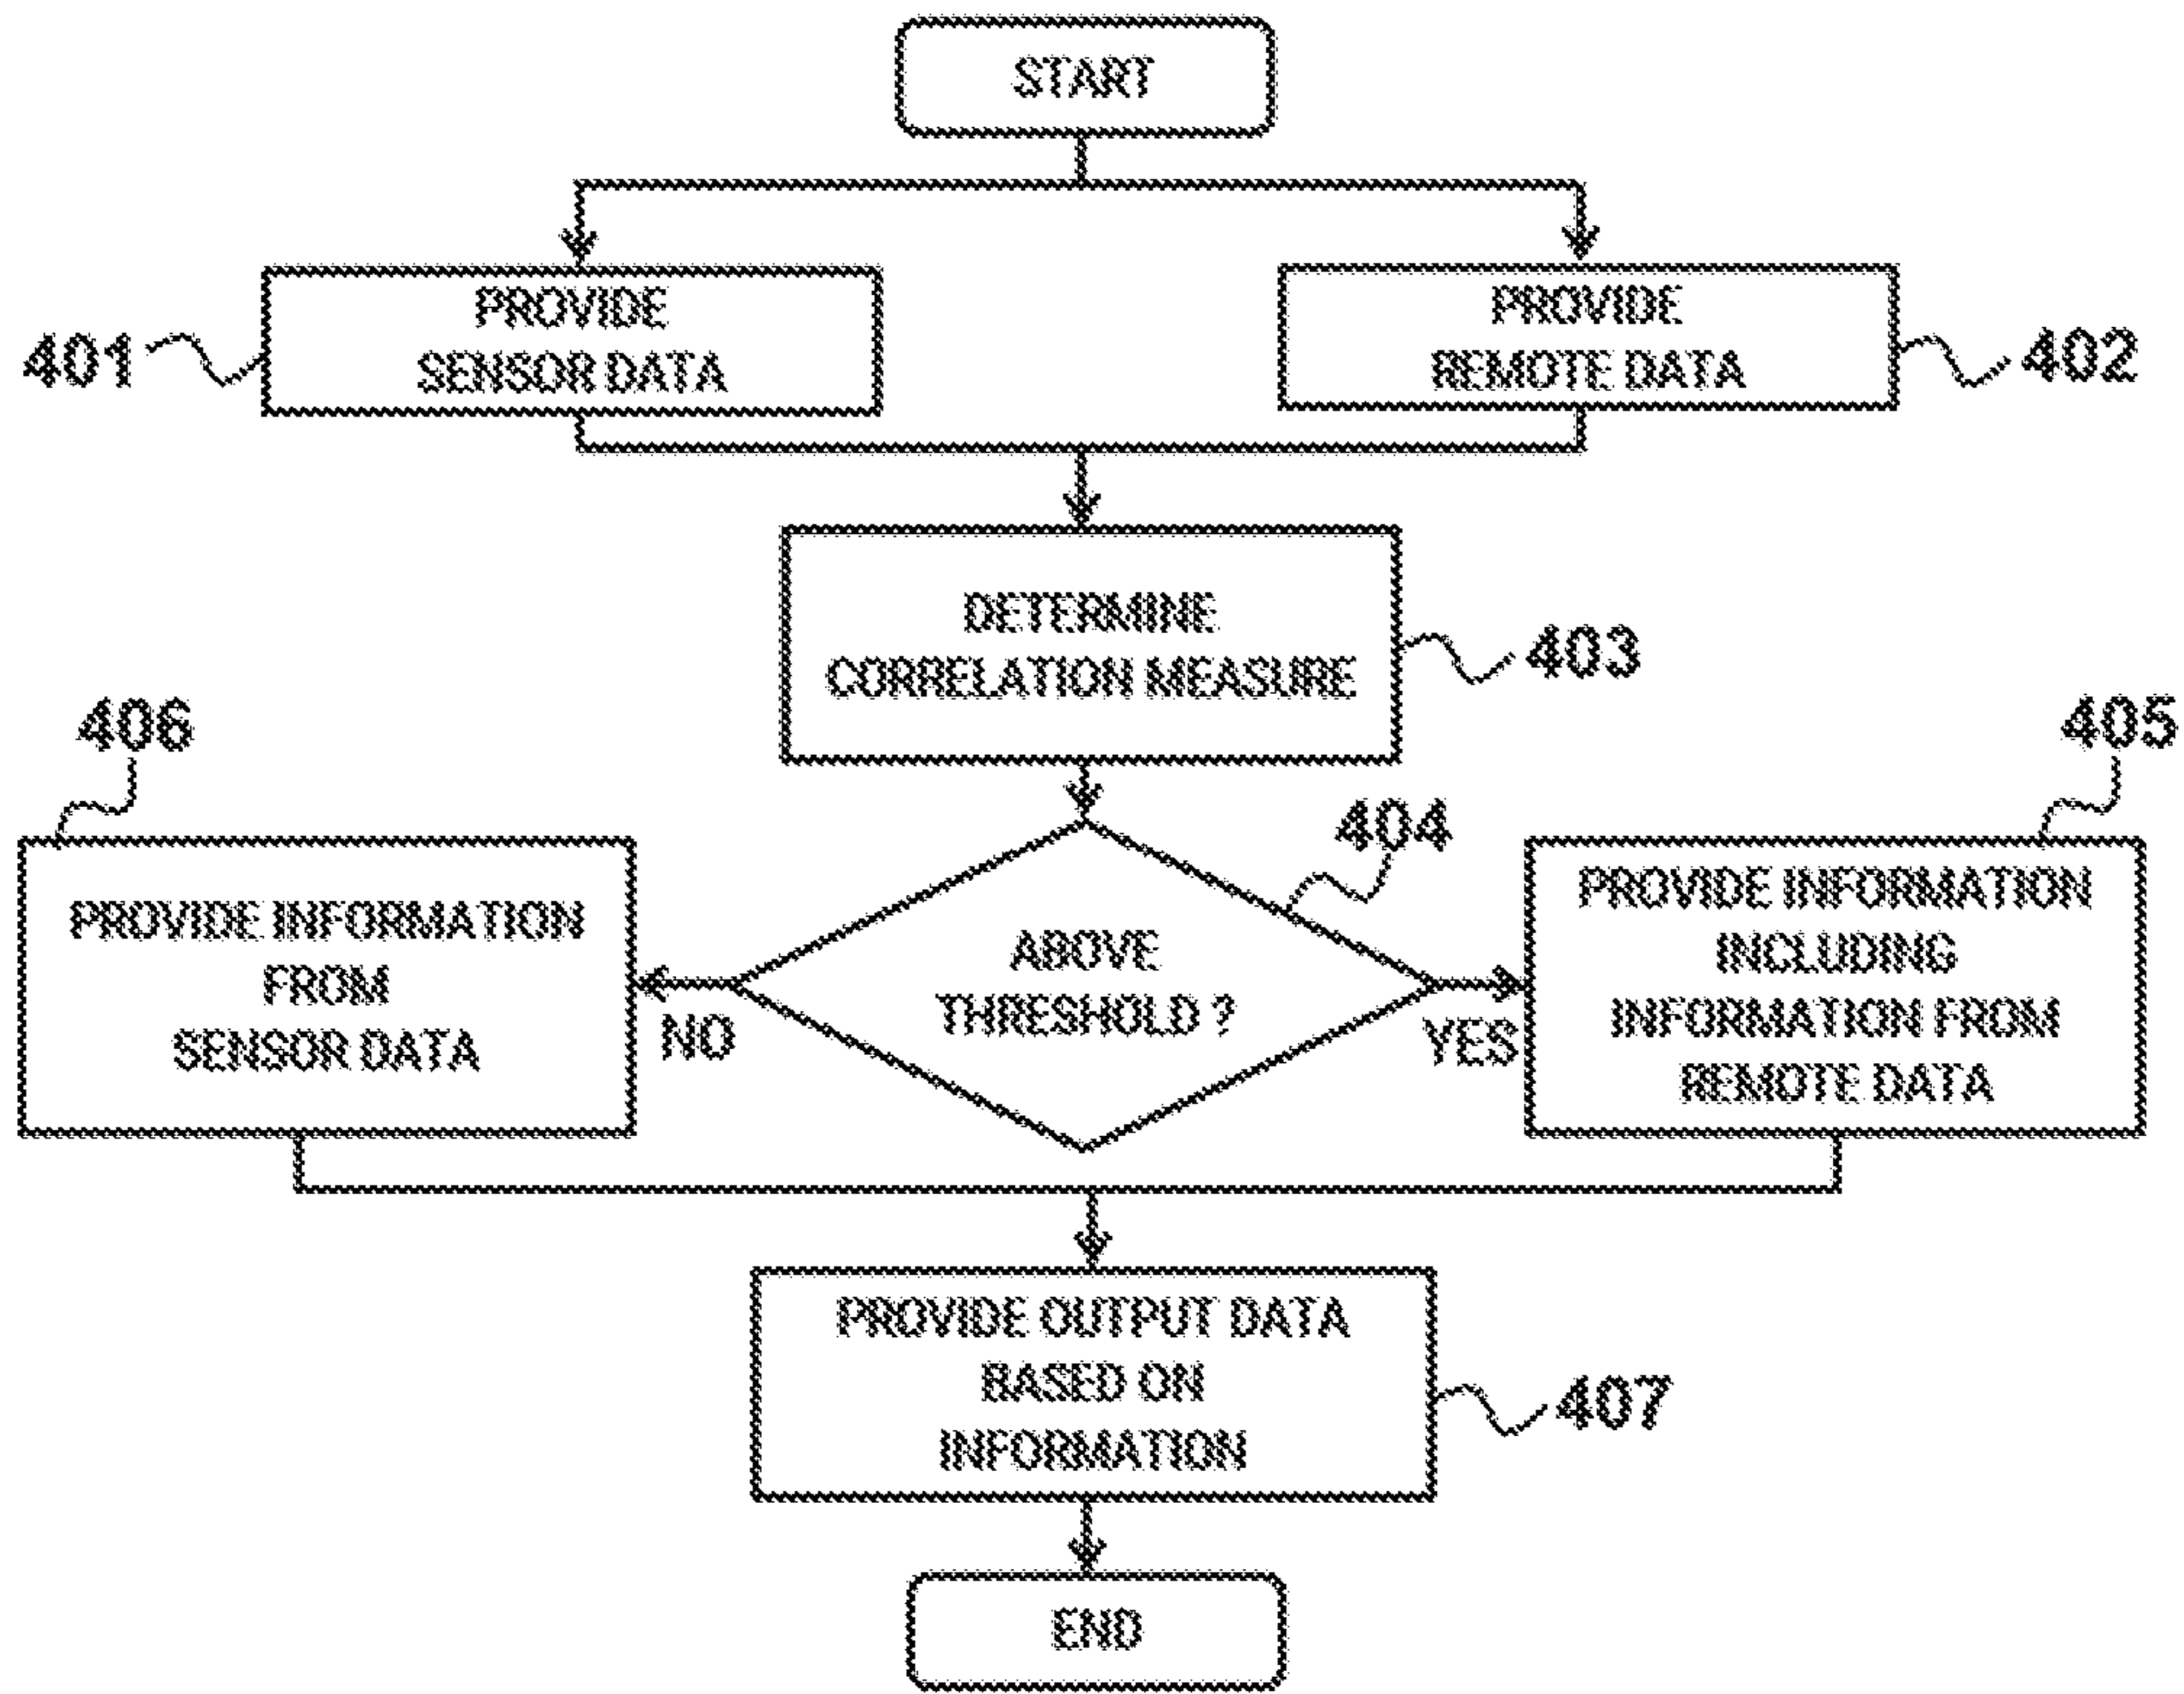 START
PROVIDE
SENSOR DATA
401
PROVIDE
REMOTE DATA
402
DETERMINE
CORRELATION MEASURE
403
406
405
404
PROVIDE INFORMATION
FROM
SENSOR DATA
NO
ABOVE
THRESHOLD ?
YES
PROVIDE INFORMATION
INCLUDING
INFORMATION FROM
REMOTE DATA
PROVIDE OUTPUT DATA
BASED ON
INFORMATION
407
END